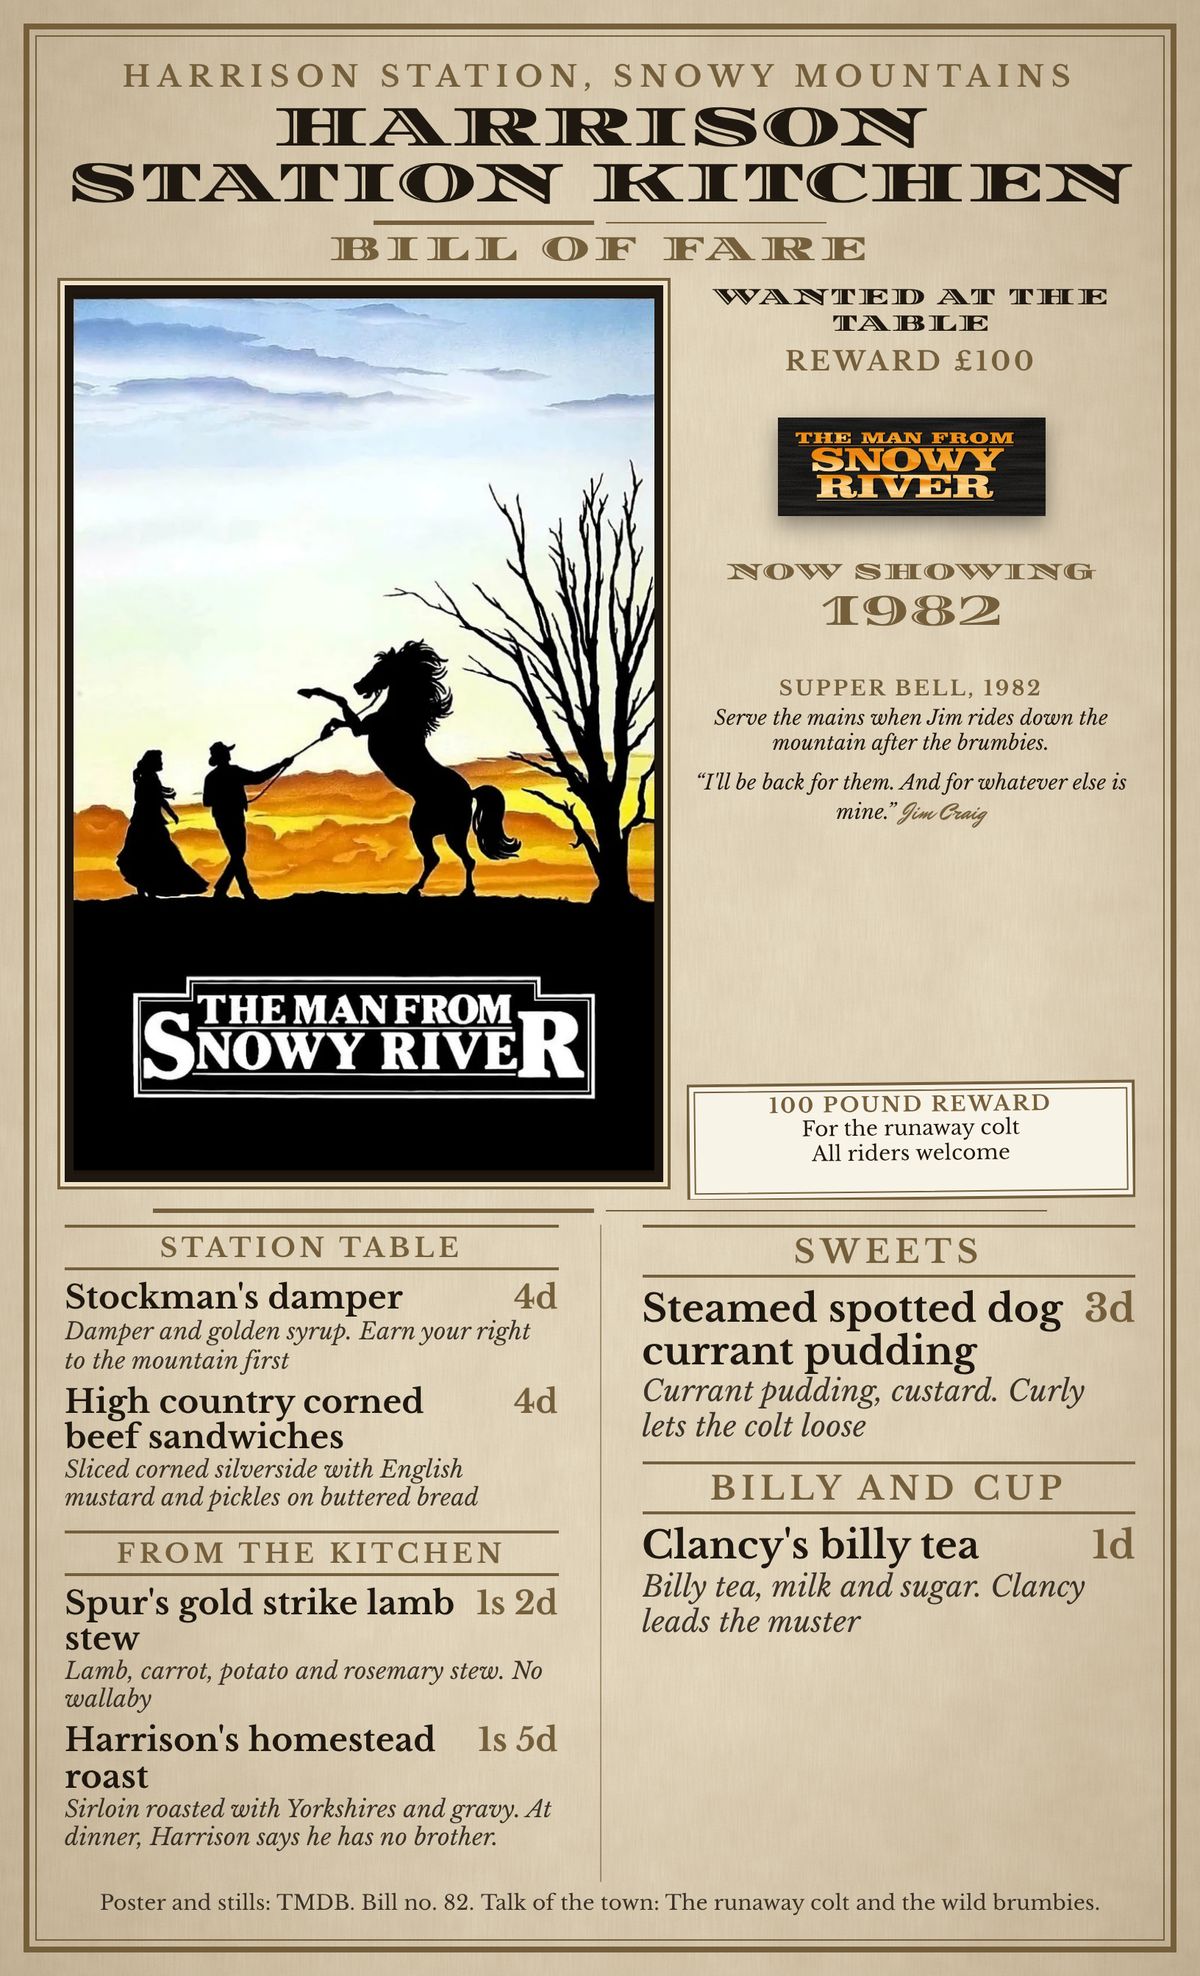 HARRISON STATION, SNOWY MOUNTAINS
HARRISON
STATION KITCHEN
BILL OF FARE
THE MAN FROM
SNOWY RIVER
WANTED AT THE
TABLE
REWARD £100
THE MAN FROM
SNOWY
RIVER
NOW SHOWING
1982
SUPPER BELL, 1982
Serve the mains when Jim rides down the
mountain after the brumbies.
“I'll be back for them. And for whatever else is
mine.” Jim Craig
100 POUND REWARD
For the runaway colt
All riders welcome
STATION TABLE
Stockman's damper 4d
Damper and golden syrup. Earn your right
to the mountain first
High country corned 4d
beef sandwiches
Sliced corned silverside with English
mustard and pickles on buttered bread
FROM THE KITCHEN
Spur's gold strike lamb 1s 2d
stew
Lamb, carrot, potato and rosemary stew. No
wallaby
Harrison's homestead 1s 5d
roast
Sirloin roasted with Yorkshires and gravy. At
dinner, Harrison says he has no brother.
SWEETS
Steamed spotted dog 3d
currant pudding
Currant pudding, custard. Curly
lets the colt loose
BILLY AND CUP
Clancy's billy tea 1d
Billy tea, milk and sugar. Clancy
leads the muster
Poster and stills: TMDB. Bill no. 82. Talk of the town: The runaway colt and the wild brumbies.